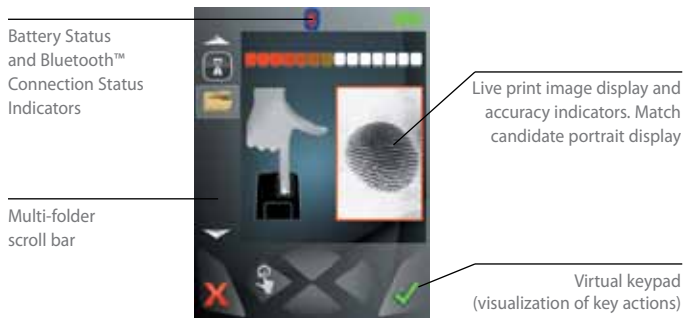 Battery Status
and Bluetooth™
Connection Status
Indicators
Live print image display and
accuracy indicators. Match
candidate portrait display
Multi-folder
scroll bar
Virtual keypad
(visualization of key actions)